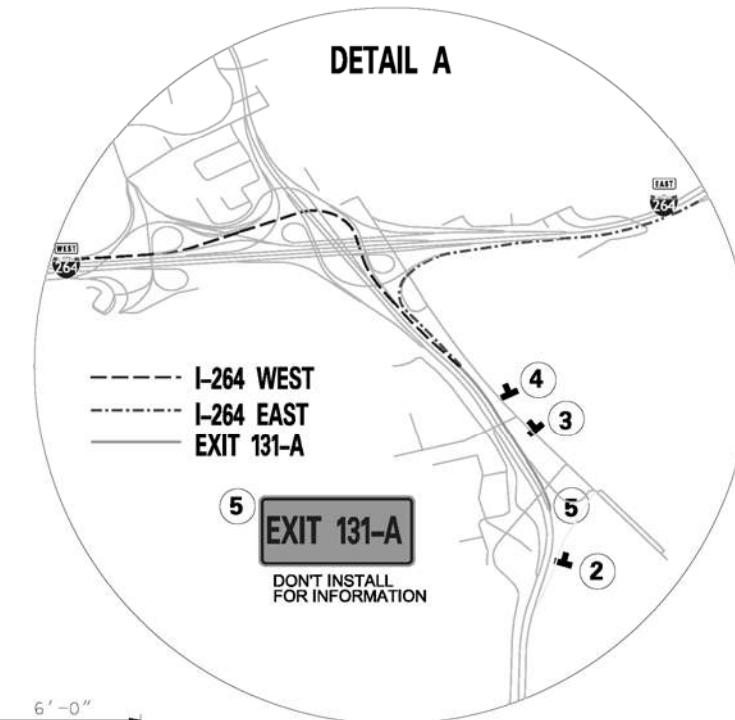 DETAIL A
EAST
264
WEST
264
I-264 WEST
I-264 EAST
EXIT 131-A
4
3
5
EXIT 131-A
5
2
DON'T INSTALL
FOR INFORMATION
6'-0"